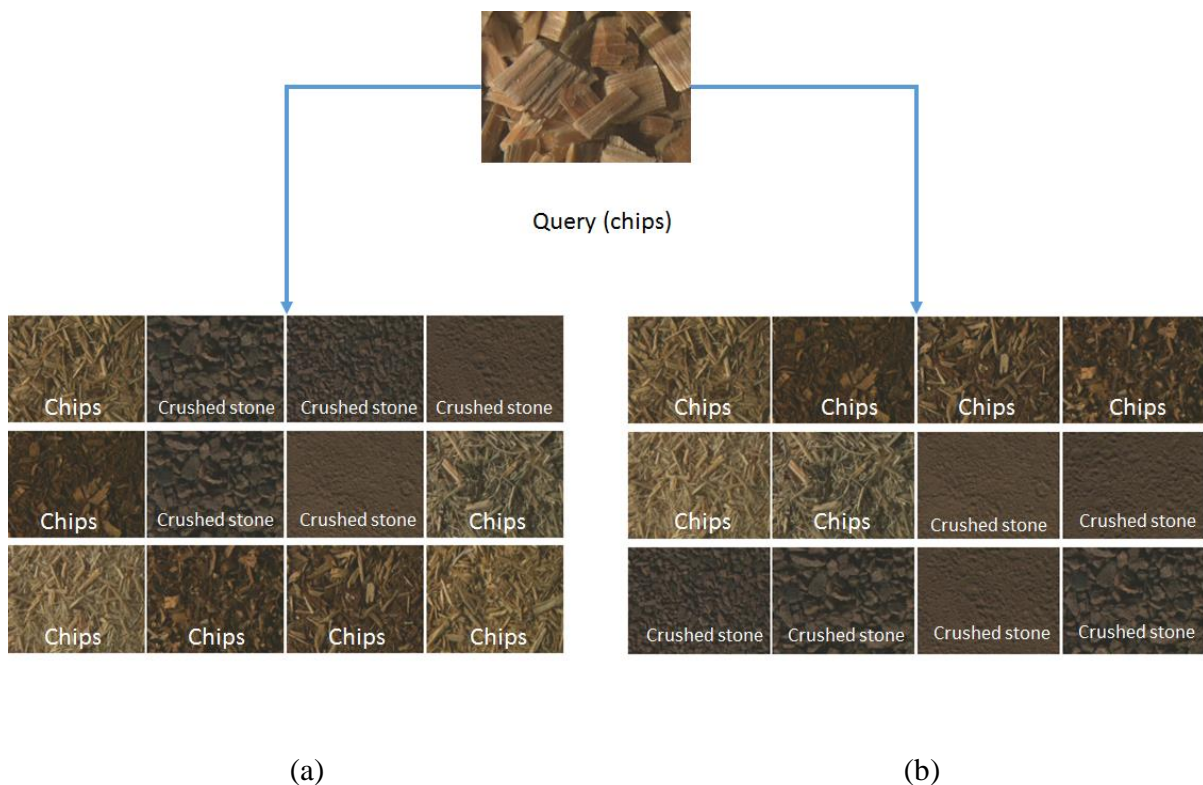 Query (chips)
Chips Crushed stone Crushed stone Crushed stone
Chips Crushed stone Crushed stone Chips
Chips Chips Chips Chips
Chips Chips Chips Chips
Chips Chips Crushed stone Crushed stone
Crushed stone Crushed stone Crushed stone Crushed stone
(a)
(b)